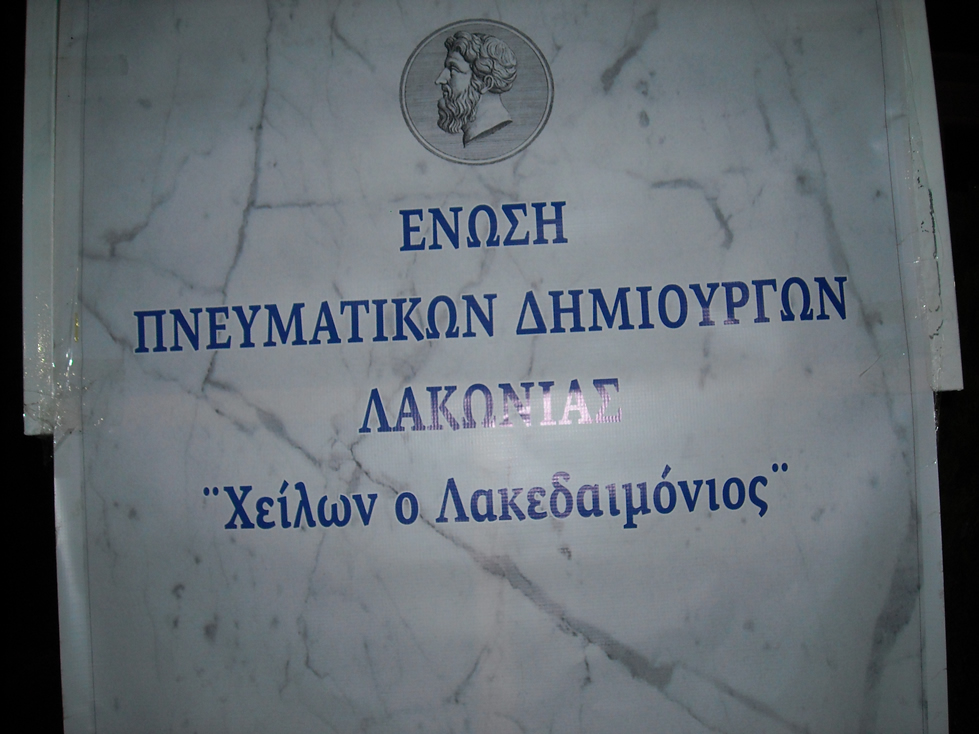 ΕΝΩΣΗ
ΠΝΕΥΜΑΤΙΚΩΝ ΔΗΜΙΟΥΡΓΩΝ
ΛΑΚΩΝΙΑΣ
¨Χείλων ο Λακεδαιμόνιος¨